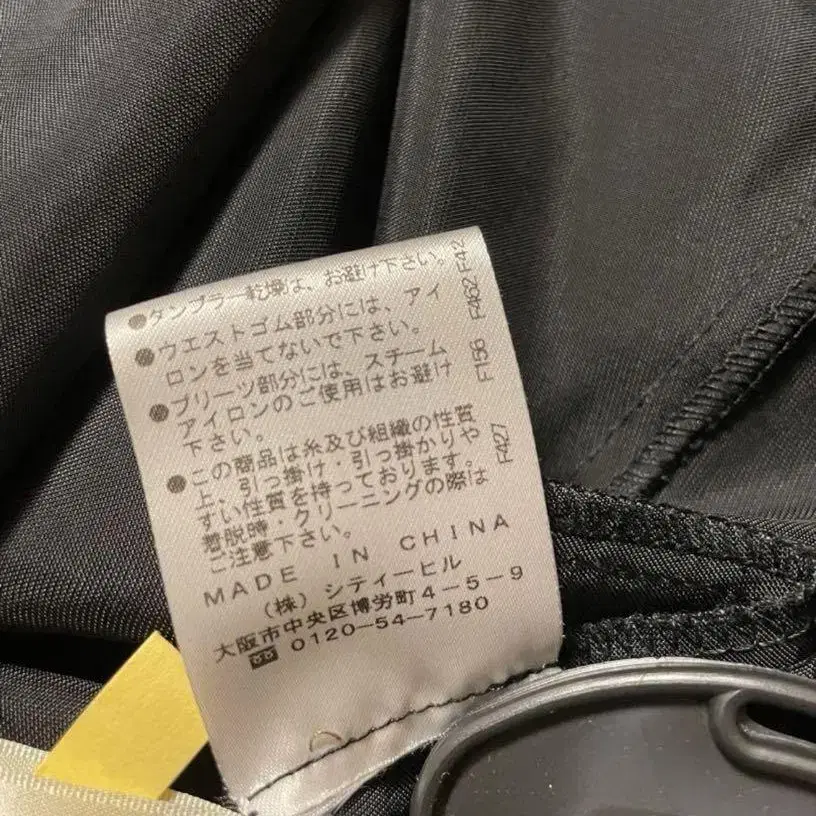 ●タンブラー乾燥は、お避け下さい。 F462 F42
●ウエストゴム部分には、アイ
ロンを当てないで下さい。
●プリーツ部分には、スチーム F156
アイロンのご使用はお避け
下さい。
●この商品は糸及び組織の性質
上、引っ掛け・引っ掛かりや F427
すい性質を持っております。
着脱時・クリーニングの際は
ご注意下さい。
MADE IN CHINA
(株)シティーヒル
大阪市中央区博労町4-5-9
0120-54-7180